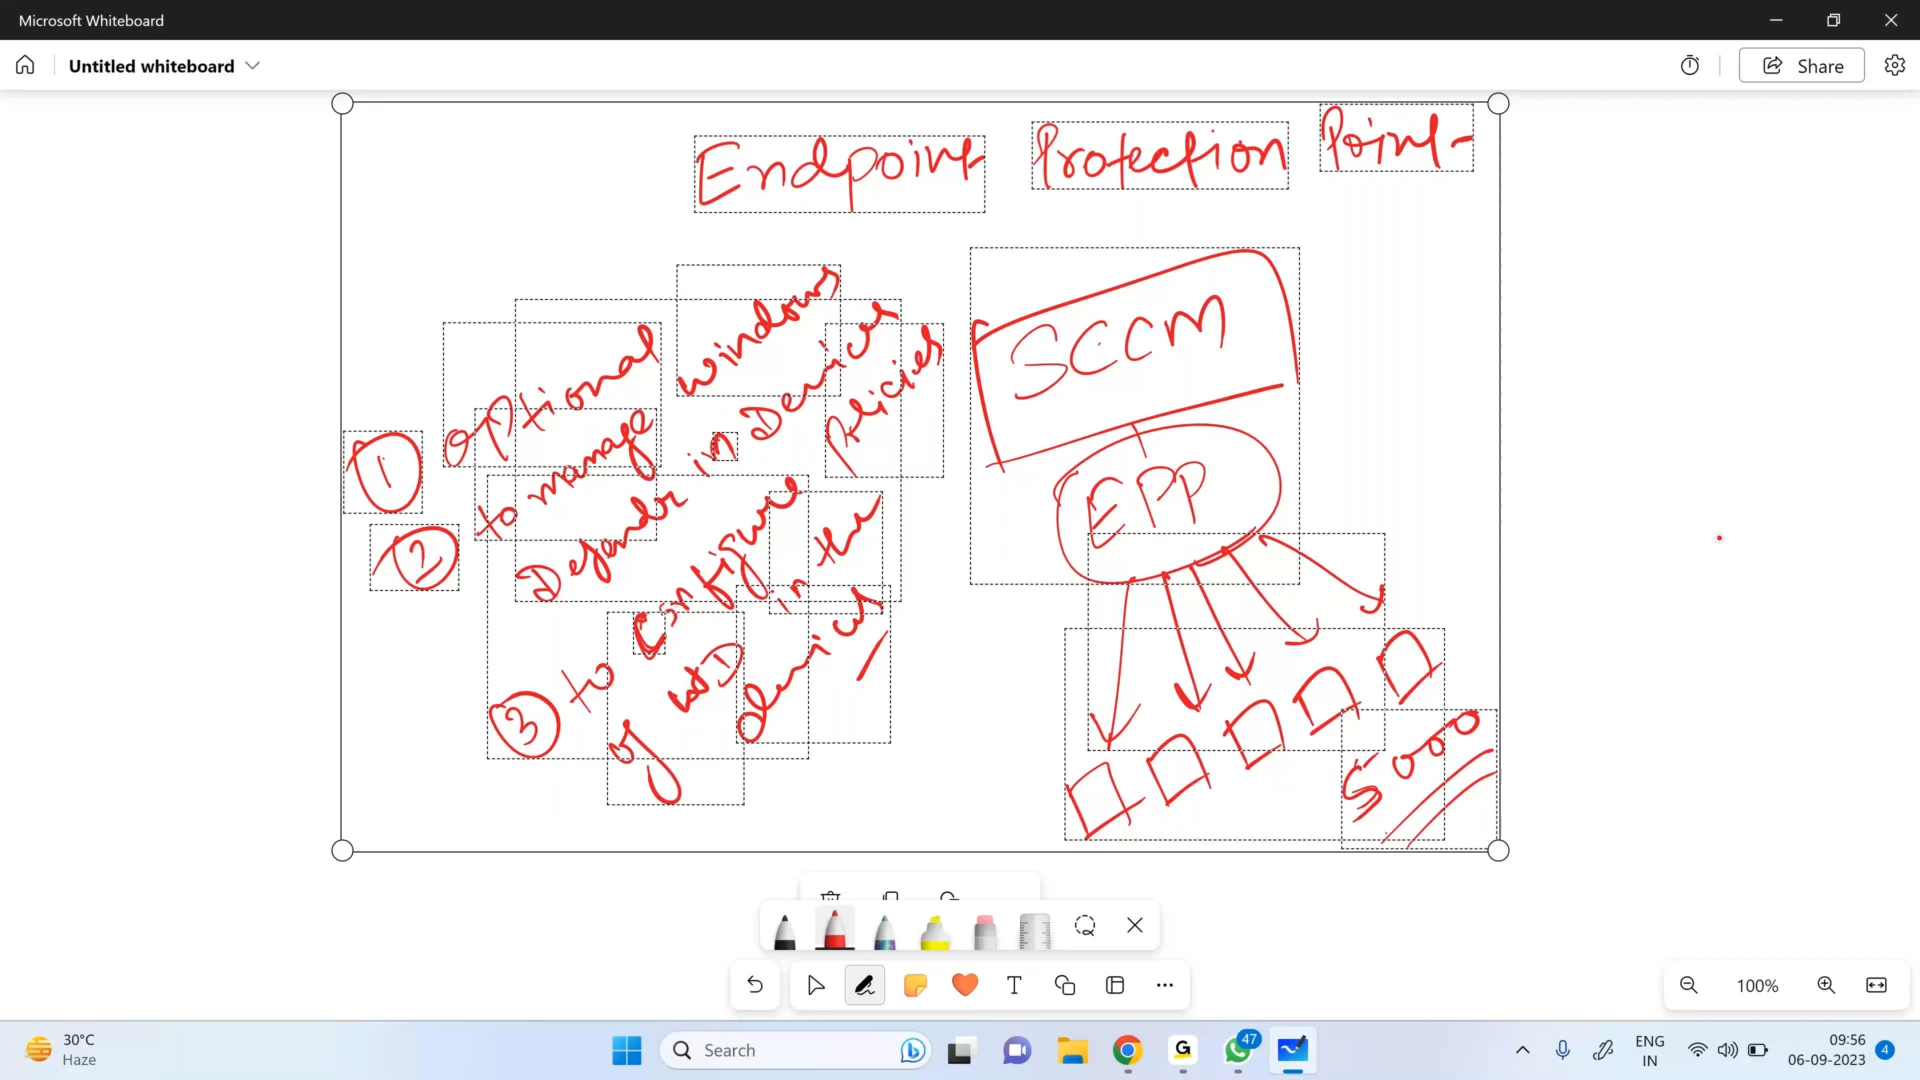 Microsoft Whiteboard
Untitled whiteboard
Share
Endpoint Protection Point
① optional
② to manage windows
Defender in Devices
policies
③ to configure
of WD in the
devices
SCCM
EPP
5000
100%
30°C
Haze
Search
47
ENG
IN
09:56
06-09-2023
4